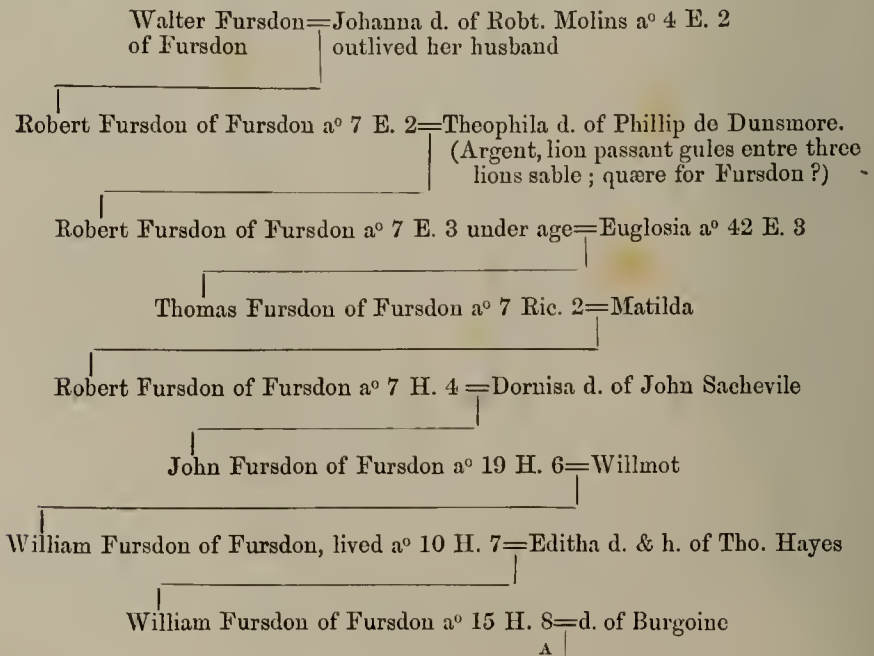 Walter Fursdon=Johanna d. of Robt. Molins aº 4 E. 2
of Fursdon outlived her husband
Robert Fursdon of Fursdon aº 7 E. 2=Theophila d. of Phillip de Dunsmore.
(Argent, lion passant gules entre three
lions sable ; quære for Fursdon ?)
Robert Fursdon of Fursdon aº 7 E. 3 under age=Euglosia aº 42 E. 3
Thomas Fursdon of Fursdon aº 7 Ric. 2=Matilda
Robert Fursdon of Fursdon aº 7 H. 4 =Dornisa d. of John Sachevile
John Fursdon of Fursdon aº 19 H. 6=Willmot
William Fursdon of Fursdon, lived aº 10 H. 7=Editha d. & h. of Tho. Hayes
William Fursdon of Fursdon aº 15 H. 8=d. of Burgoine
A